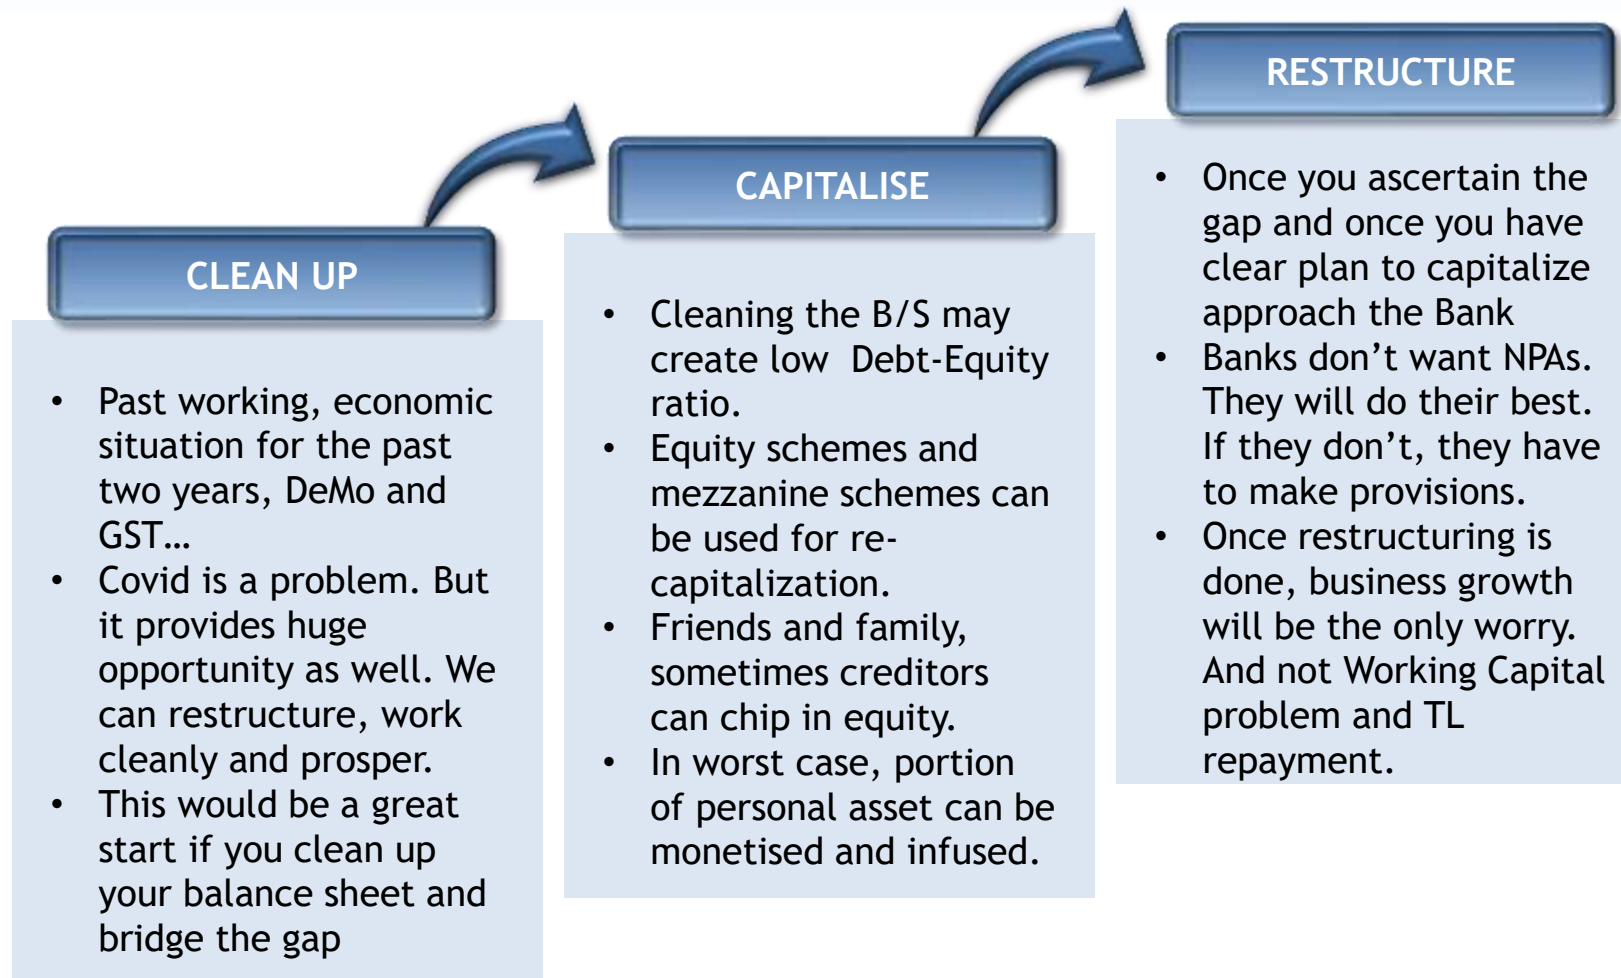 CLEAN UP
• Past working, economic
situation for the past
two years, DeMo and
GST…
• Covid is a problem. But
it provides huge
opportunity as well. We
can restructure, work
cleanly and prosper.
• This would be a great
start if you clean up
your balance sheet and
bridge the gap
CAPITALISE
• Cleaning the B/S may
create low  Debt-Equity
ratio.
• Equity schemes and
mezzanine schemes can
be used for re-
capitalization.
• Friends and family,
sometimes creditors
can chip in equity.
• In worst case, portion
of personal asset can be
monetised and infused.
RESTRUCTURE
• Once you ascertain the
gap and once you have
clear plan to capitalize
approach the Bank
• Banks don’t want NPAs.
They will do their best.
If they don’t, they have
to make provisions.
• Once restructuring is
done, business growth
will be the only worry.
And not Working Capital
problem and TL
repayment.